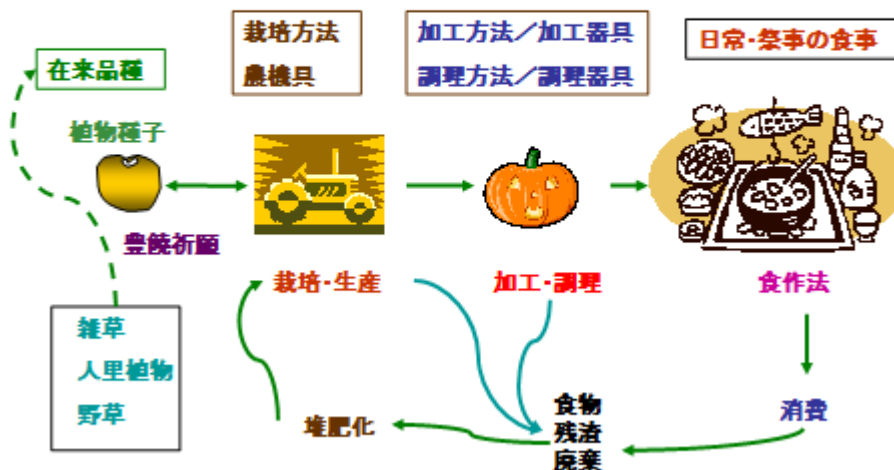 在来品種
栽培方法
農機具
加工方法／加工器具
調理方法／調理器具
日常・祭事の食事
植物種子
豊饒祈願
栽培・生産
加工・調理
食作法
雑草
人里植物
野草
堆肥化
食物
残渣
廃棄
消費